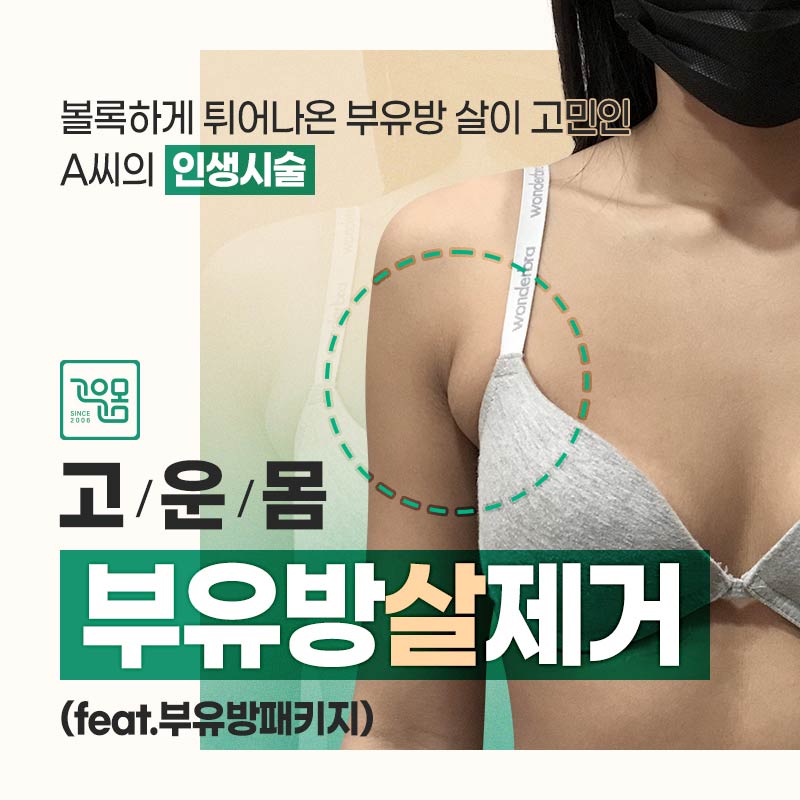 볼록하게 튀어나온 부유방 살이 고민인
A씨의 인생시술
wonderbra
wonderbra
고운몸
SINCE
2006
고/운/몸
부유방살제거
(feat.부유방패키지)